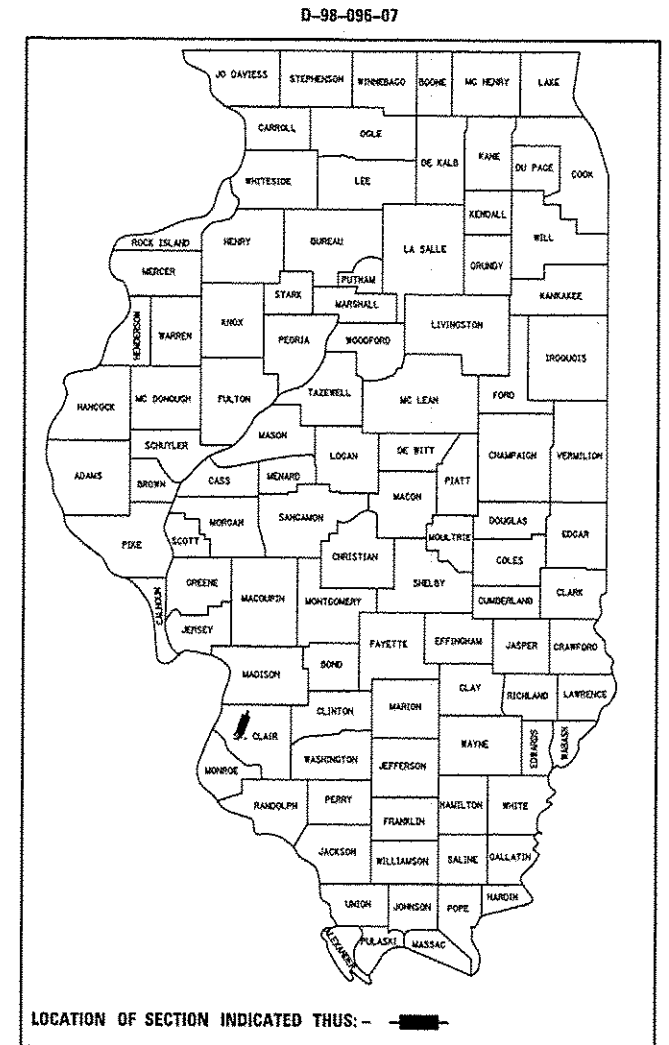 D-98-096-07
JO DAVIESS
STEPHENSON
WINNEBAGO
BOONE
MC HENRY
LAKE
CARROLL
OGLE
DE KALB
KANE
DU PAGE
COOK
WHITESIDE
LEE
KENDALL
WILL
ROCK ISLAND
HENRY
BUREAU
LA SALLE
GRUNDY
MERCER
PUTNAM
KANKAKEE
STARK
MARSHALL
HENDERSON
WARREN
KNOX
PEORIA
WOODFORD
LIVINGSTON
IROQUOIS
HANCOCK
MC DONOUGH
FULTON
TAZEWELL
MC LEAN
FORD
SCHUYLER
MASON
LOGAN
DE WITT
CHAMPAIGN
VERMILION
ADAMS
BROWN
CASS
MENARD
MACON
PIATT
PIKE
SCOTT
MORGAN
SANGAMON
CHRISTIAN
MOULTRIE
DOUGLAS
EDGAR
COLES
CALHOUN
GREENE
MACOUPIN
MONTGOMERY
SHELBY
CUMBERLAND
CLARK
JERSEY
FAYETTE
EFFINGHAM
JASPER
CRAWFORD
MADISON
BOND
CLAY
RICHLAND
LAWRENCE
CLINTON
MARION
ST. CLAIR
WAYNE
EDWARDS
WABASH
MONROE
WASHINGTON
JEFFERSON
RANDOLPH
PERRY
HAMILTON
WHITE
FRANKLIN
JACKSON
WILLIAMSON
SALINE
GALLATIN
UNION
JOHNSON
POPE
HARDIN
ALEXANDER
PULASKI
MASSAC
LOCATION OF SECTION INDICATED THUS: -